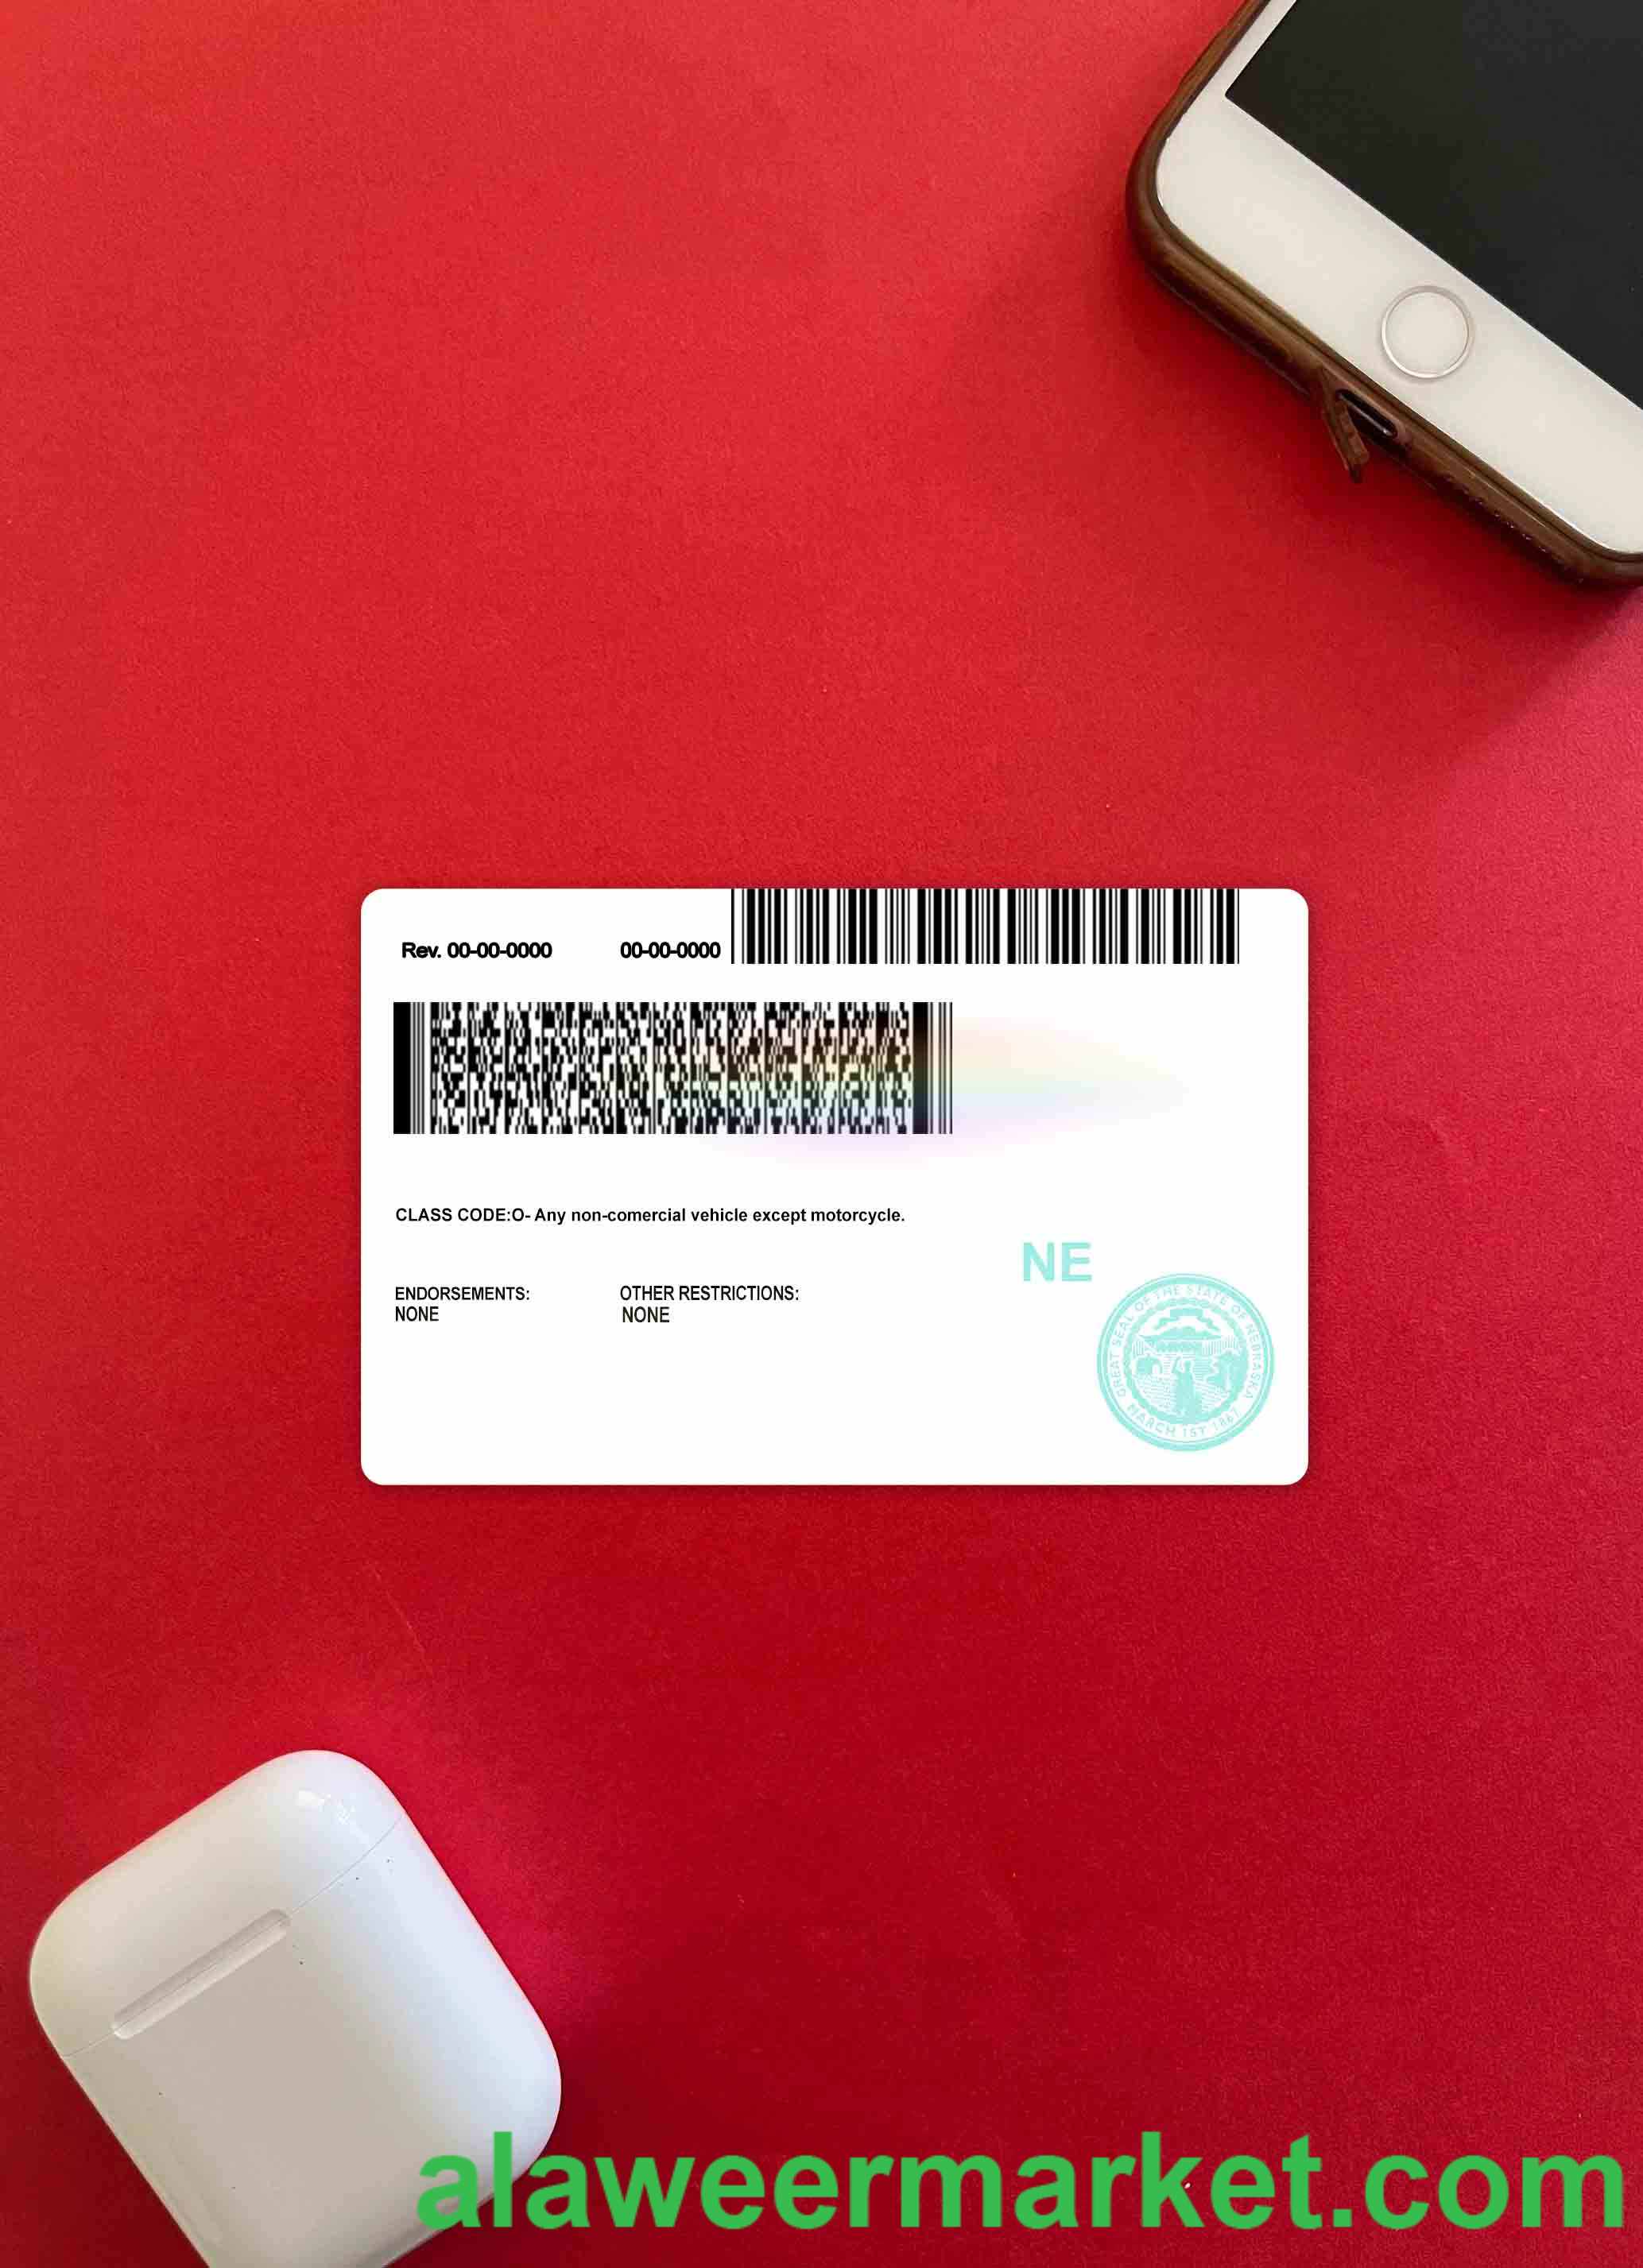 Rev. 00-00-0000 00-00-0000
CLASS CODE:O- Any non-comercial vehicle except motorcycle.
NE
ENDORSEMENTS: OTHER RESTRICTIONS:
NONE NONE
GREAT SEAL OF THE STATE OF NEBRASKA
MARCH 1ST 1867
alaweermarket.com